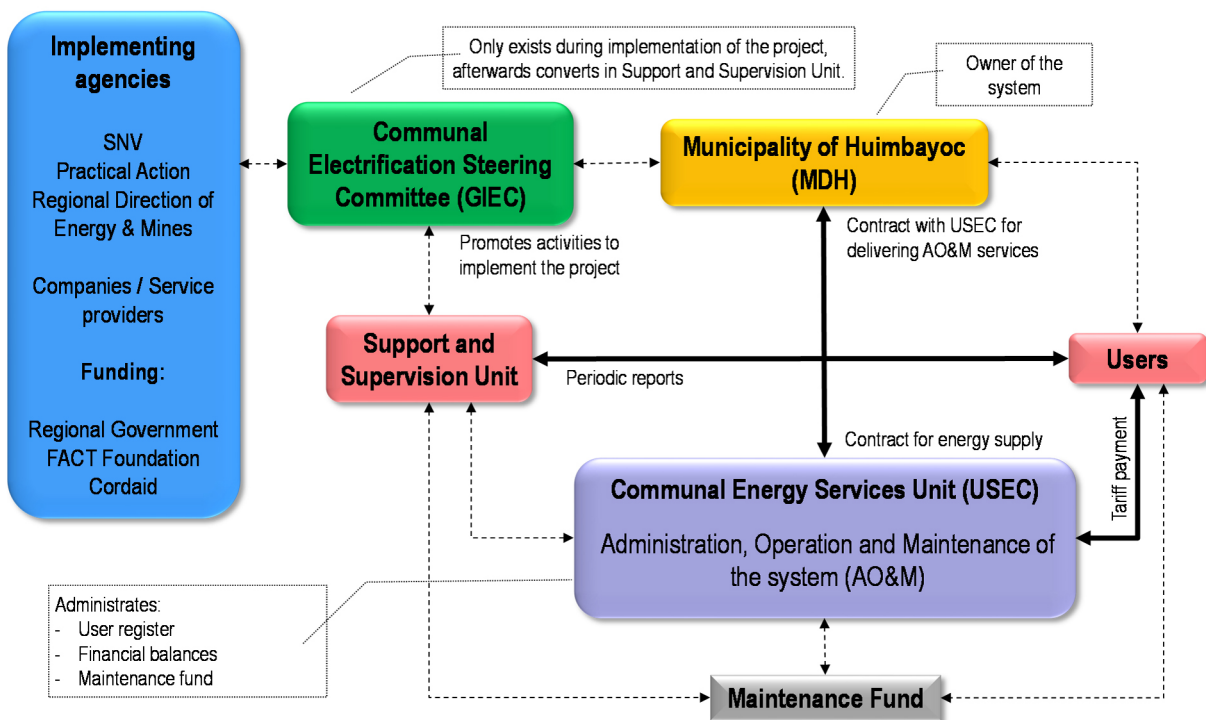 Implementing
agencies
SNV
Practical Action
Regional Direction of
Energy & Mines
Companies / Service
providers
Funding:
Regional Government
FACT Foundation
Cordaid
Only exists during implementation of the project,
afterwards converts in Support and Supervision Unit.
Owner of the
system
Communal
Electrification Steering
Committee (GIEC)
Municipality of Huimbayoc
(MDH)
Promotes activities to
implement the project
Contract with USEC for
delivering AO&M services
Support and
Supervision Unit
Periodic reports
Users
Contract for energy supply
Tariff payment
Communal Energy Services Unit (USEC)
Administration, Operation and Maintenance of
the system (AO&M)
Administrates:
- User register
- Financial balances
- Maintenance fund
Maintenance Fund